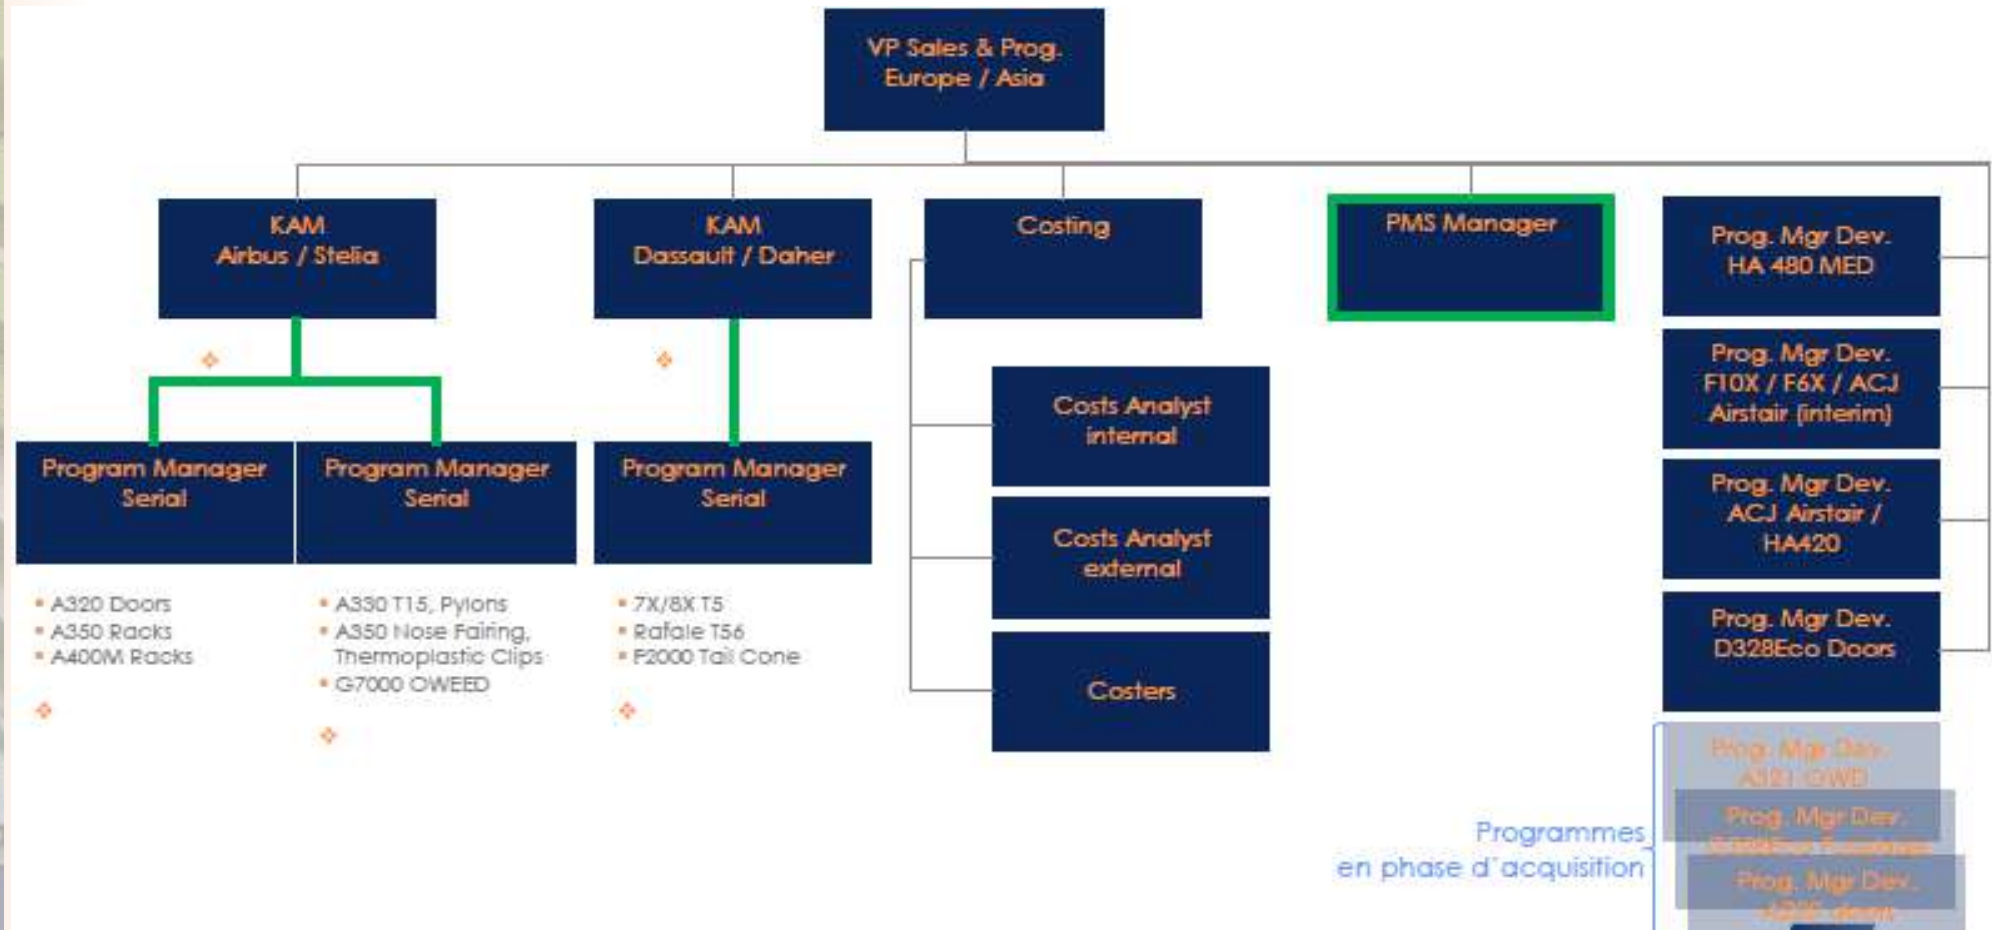 VP Sales & Prog.
Europe / Asia
KAM
Airbus / Stelia
KAM
Dassault / Daher
Costing
PMS Manager
Prog. Mgr Dev.
HA 480 MED
Prog. Mgr Dev.
F10X / F6X / ACJ
Airstair (interim)
Prog. Mgr Dev.
ACJ Airstair /
HA420
Prog. Mgr Dev.
D328Eco Doors
Program Manager
Serial
Program Manager
Serial
Program Manager
Serial
Costs Analyst
internal
Costs Analyst
external
Costers
▪ A320 Doors
▪ A350 Racks
▪ A400M Racks
▪ A330 T15, Pylons
▪ A350 Nose Fairing,
Thermoplastic Clips
▪ G7000 OWEED
▪ 7X/8X T5
▪ Rafale T56
▪ F2000 Tail Cone
Programmes
en phase d'acquisition
Prog. Mgr Dev.
A321 OWD
Prog. Mgr Dev.
Prog. Mgr Dev.